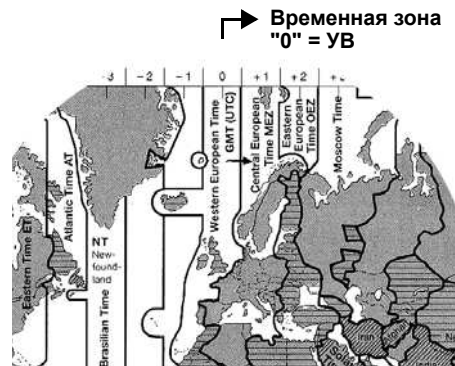 Временная зона
"0" = УВ
-3 -2 -1 0 +1 +2 +3
Eastern Time ET
Atlantic Time AT
NT
New-
found-
land
Brasilian Time
Western European Time
GMT (UTC)
Central European
Time MEZ
Eastern
European
Time OEZ
Moscow Time
Iran